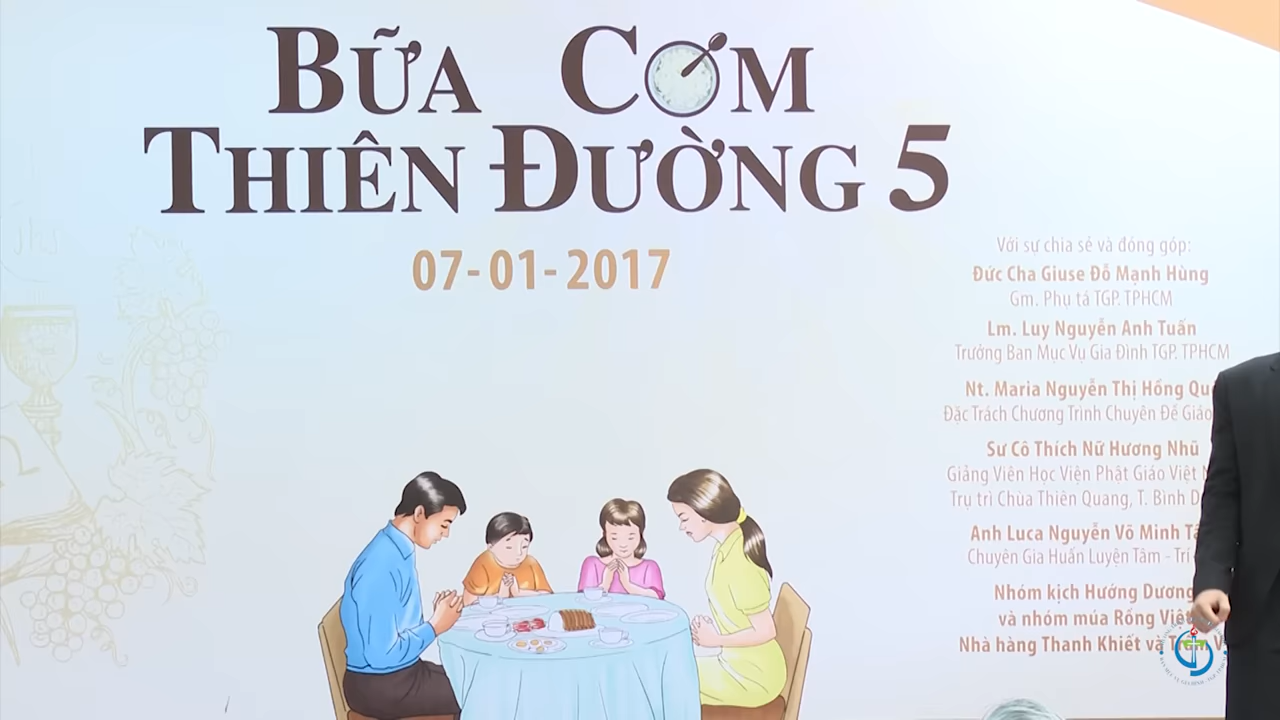 BỮA CƠM
THIÊN ĐƯỜNG 5
07-01-2017
jhs
Với sự chia sẻ và đóng góp:
Đức Cha Giuse Đỗ Mạnh Hùng
Gm. Phụ tá TGP. TPHCM
Lm. Luy Nguyễn Anh Tuấn
Trưởng Ban Mục Vụ Gia Đình TGP. TPHCM
Nt. Maria Nguyễn Thị Hồng
Đặc Trách Chương Trình Chuyên Đề Giáo
Sư Cô Thích Nữ Hương Nhũ
Giảng Viên Học Viện Phật Giáo Việt
Trụ trì Chùa Thiên Quang, T. Bình
Anh Luca Nguyễn Võ Minh
Chuyên Gia Huấn Luyện Tâm - Trí
Nhóm kịch Hướng Dương
và nhóm múa Rồng Việt
Nhà hàng Thanh Khiết và